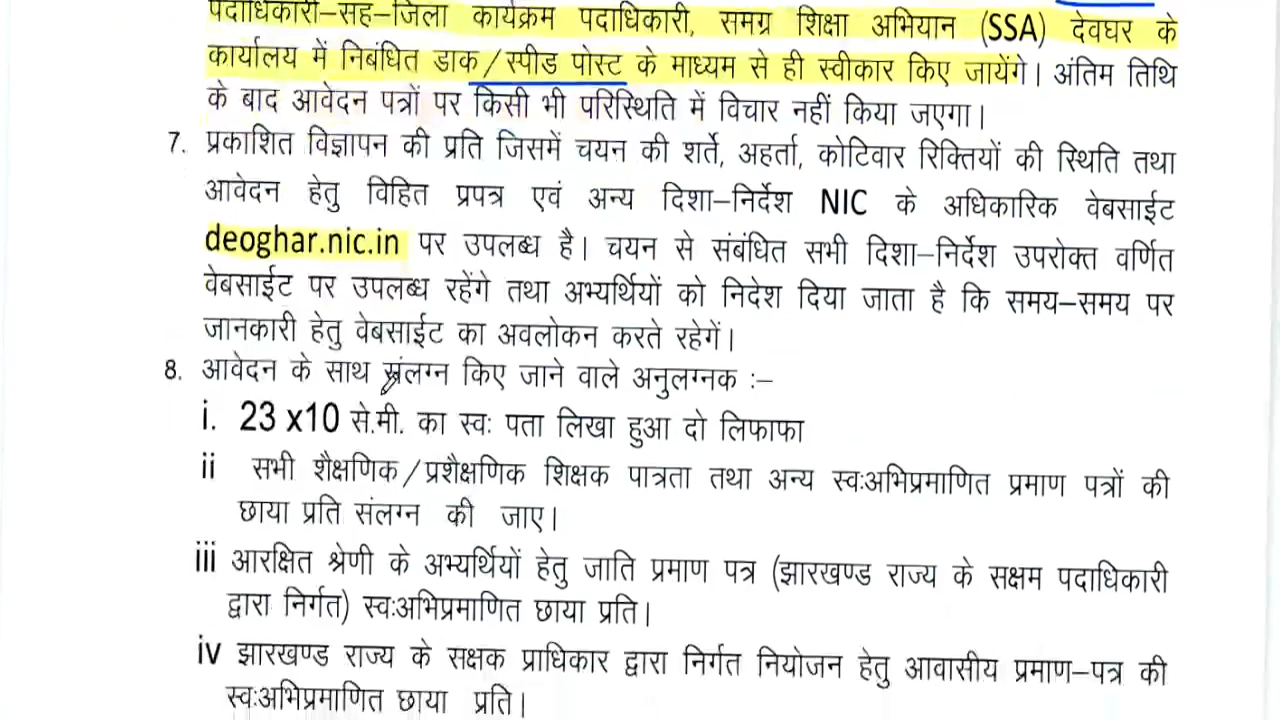 पदाधिकारी–सह–जिला कार्यक्रम पदाधिकारी, समग्र शिक्षा अभियान (SSA) देवघर के
कार्यालय में निबंधित डाक/स्पीड पोस्ट के माध्यम से ही स्वीकार किए जायेंगे। अंतिम तिथि
के बाद आवेदन पत्रों पर किसी भी परिस्थिति में विचार नहीं किया जएगा।
7. प्रकाशित विज्ञापन की प्रति जिसमें चयन की शर्ते, अहर्ता, कोटिवार रिक्तियों की स्थिति तथा
आवेदन हेतु विहित प्रपत्र एवं अन्य दिशा–निर्देश NIC के अधिकारिक वेबसाईट
deoghar.nic.in पर उपलब्ध है। चयन से संबंधित सभी दिशा–निर्देश उपरोक्त वर्णित
वेबसाईट पर उपलब्ध रहेंगे तथा अभ्यर्थियों को निदेश दिया जाता है कि समय–समय पर
जानकारी हेतु वेबसाईट का अवलोकन करते रहेगें।
8. आवेदन के साथ संलग्न किए जाने वाले अनुलग्नक :–
i. 23 x10 से.मी. का स्वः पता लिखा हुआ दो लिफाफा
ii सभी शैक्षणिक/प्रशैक्षणिक शिक्षक पात्रता तथा अन्य स्वःअभिप्रमाणित प्रमाण पत्रों की
छाया प्रति संलग्न की जाए।
iii आरक्षित श्रेणी के अभ्यर्थियों हेतु जाति प्रमाण पत्र (झारखण्ड राज्य के सक्षम पदाधिकारी
द्वारा निर्गत) स्वःअभिप्रमाणित छाया प्रति।
iv झारखण्ड राज्य के सक्षक प्राधिकार द्वारा निर्गत नियोजन हेतु आवासीय प्रमाण–पत्र की
स्वःअभिप्रमाणित छाया प्रति।